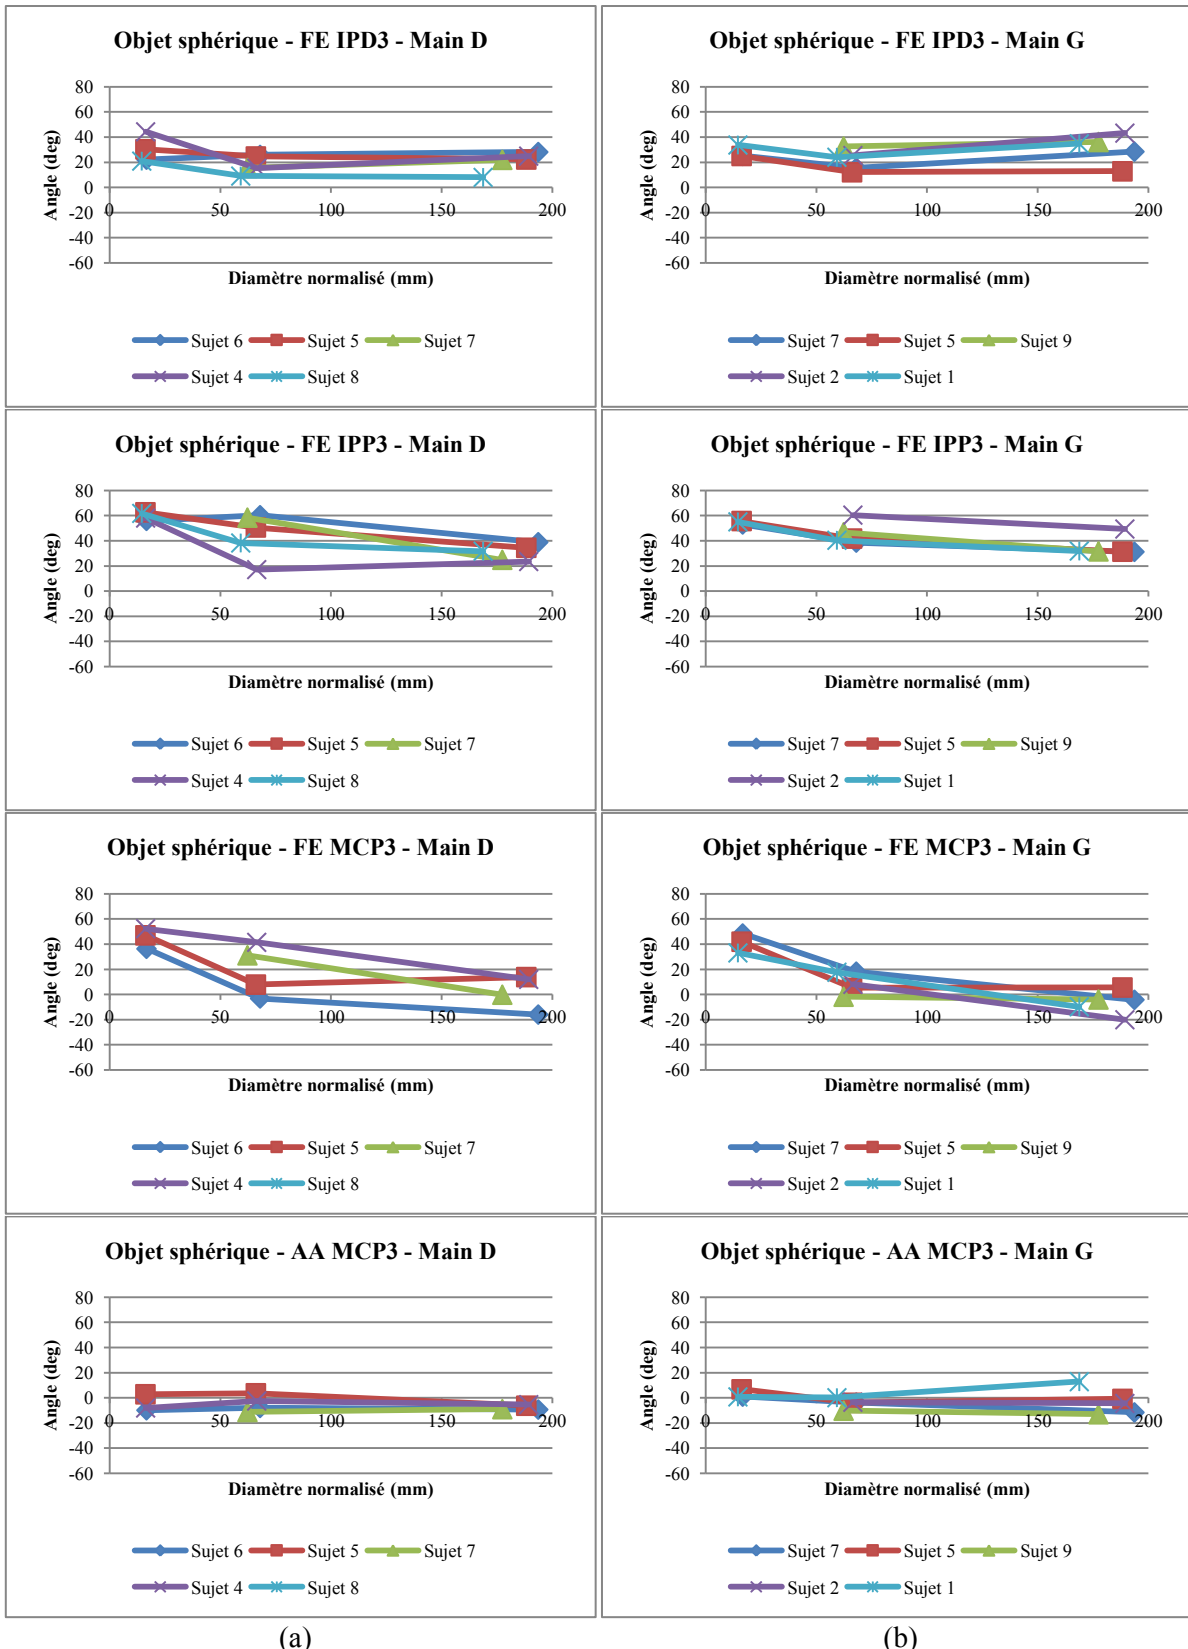 Objet sphérique - FE IPD3 - Main D
80
60
40
20
0
-20
-40
-60
0 50 100 150 200
Angle (deg)
Diamètre normalisé (mm)
Sujet 6 Sujet 5 Sujet 7
Sujet 4 Sujet 8
Objet sphérique - FE IPD3 - Main G
80
60
40
20
0
-20
-40
-60
0 50 100 150 200
Angle (deg)
Diamètre normalisé (mm)
Sujet 7 Sujet 5 Sujet 9
Sujet 2 Sujet 1
Objet sphérique - FE IPP3 - Main D
80
60
40
20
0
-20
-40
-60
0 50 100 150 200
Angle (deg)
Diamètre normalisé (mm)
Sujet 6 Sujet 5 Sujet 7
Sujet 4 Sujet 8
Objet sphérique - FE IPP3 - Main G
80
60
40
20
0
-20
-40
-60
0 50 100 150 200
Angle (deg)
Diamètre normalisé (mm)
Sujet 7 Sujet 5 Sujet 9
Sujet 2 Sujet 1
Objet sphérique - FE MCP3 - Main D
80
60
40
20
0
-20
-40
-60
0 50 100 150 200
Angle (deg)
Diamètre normalisé (mm)
Sujet 6 Sujet 5 Sujet 7
Sujet 4 Sujet 8
Objet sphérique - FE MCP3 - Main G
80
60
40
20
0
-20
-40
-60
0 50 100 150 200
Angle (deg)
Diamètre normalisé (mm)
Sujet 7 Sujet 5 Sujet 9
Sujet 2 Sujet 1
Objet sphérique - AA MCP3 - Main D
80
60
40
20
0
-20
-40
-60
0 50 100 150 200
Angle (deg)
Diamètre normalisé (mm)
Sujet 6 Sujet 5 Sujet 7
Sujet 4 Sujet 8
Objet sphérique - AA MCP3 - Main G
80
60
40
20
0
-20
-40
-60
0 50 100 150 200
Angle (deg)
Diamètre normalisé (mm)
Sujet 7 Sujet 5 Sujet 9
Sujet 2 Sujet 1
(a) (b)